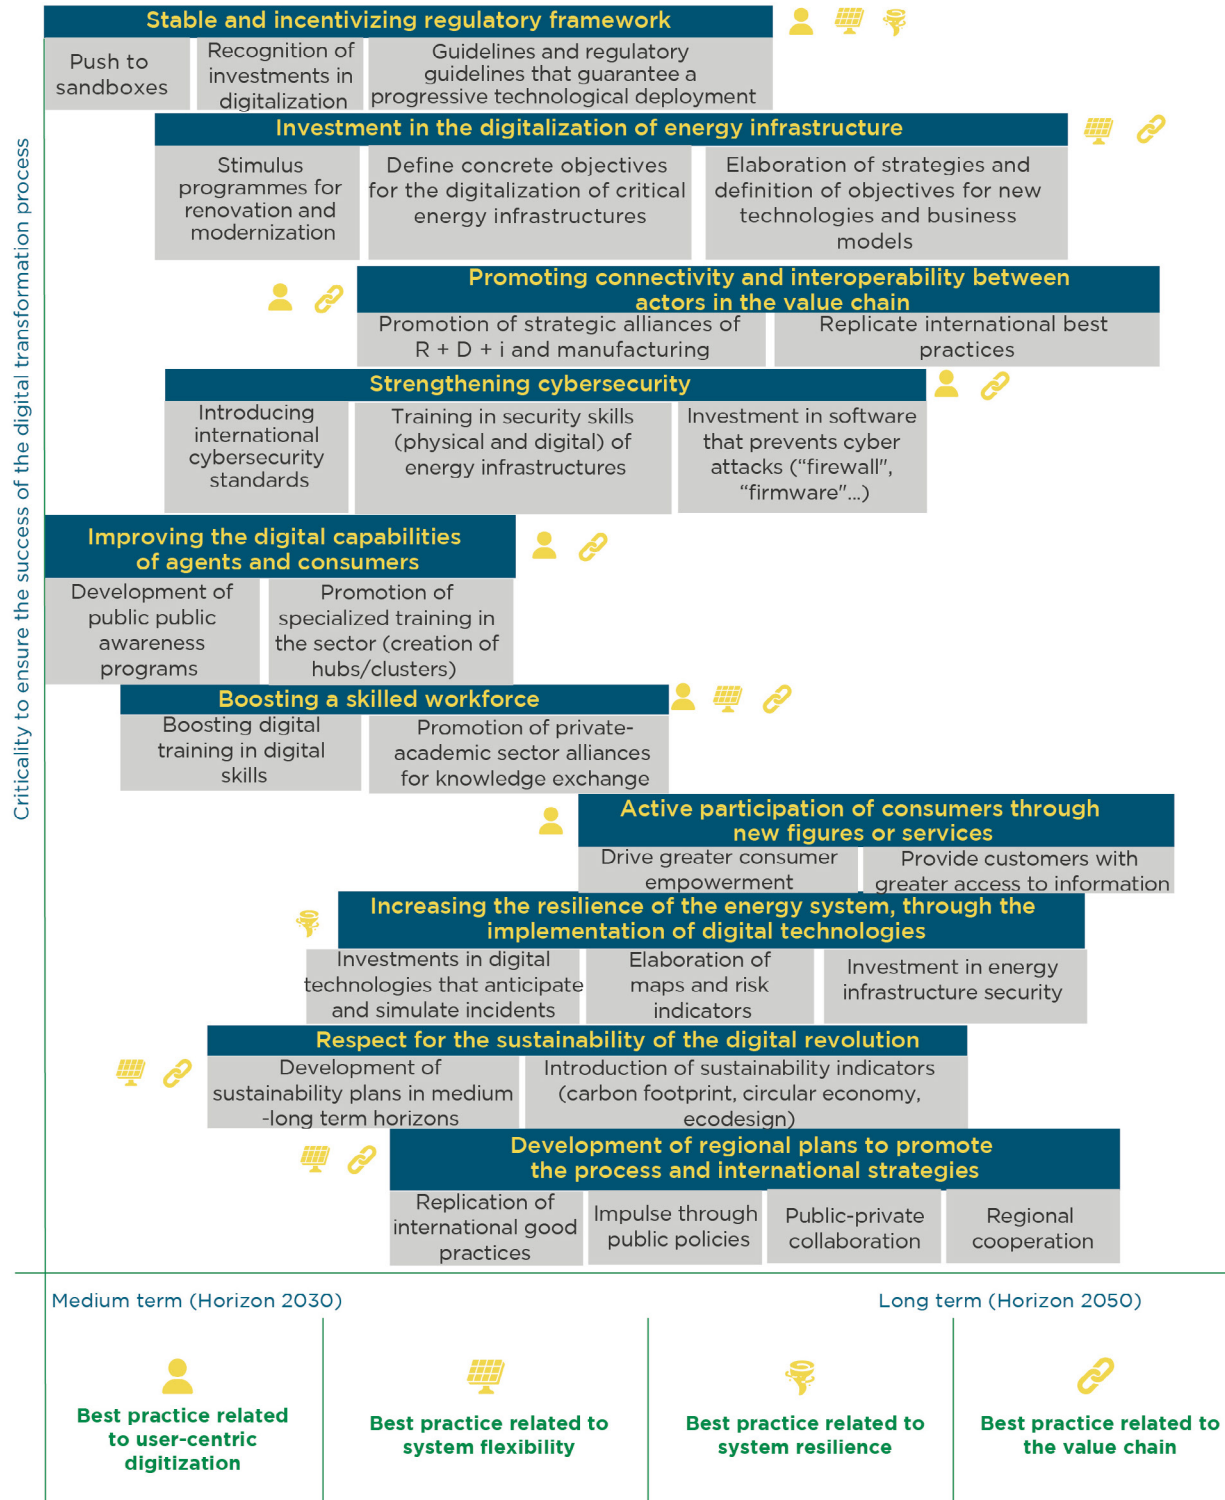 Criticality to ensure the success of the digital transformation process
Stable and incentivizing regulatory framework
Push to
sandboxes
Recognition of
investments in
digitalization
Guidelines and regulatory
guidelines that guarantee a
progressive technological deployment
Investment in the digitalization of energy infrastructure
Stimulus
programmes for
renovation and
modernization
Define concrete objectives
for the digitalization of critical
energy infrastructures
Elaboration of strategies and
definition of objectives for new
technologies and business
models
Promoting connectivity and interoperability between
actors in the value chain
Promotion of strategic alliances of
R + D + i and manufacturing
Replicate international best
practices
Strengthening cybersecurity
Introducing
international
cybersecurity
standards
Training in security skills
(physical and digital) of
energy infrastructures
Investment in software
that prevents cyber
attacks (“firewall",
“firmware"...)
Improving the digital capabilities
of agents and consumers
Development of
public public
awareness
programs
Promotion of
specialized training in
the sector (creation of
hubs/clusters)
Boosting a skilled workforce
Boosting digital
training in digital
skills
Promotion of private-
academic sector alliances
for knowledge exchange
Active participation of consumers through
new figures or services
Drive greater consumer
empowerment
Provide customers with
greater access to information
Increasing the resilience of the energy system, through the
implementation of digital technologies
Investments in digital
technologies that anticipate
and simulate incidents
Elaboration of
maps and risk
indicators
Investment in energy
infrastructure security
Respect for the sustainability of the digital revolution
Development of
sustainability plans in medium
-long term horizons
Introduction of sustainability indicators
(carbon footprint, circular economy,
ecodesign)
Development of regional plans to promote
the process and international strategies
Replication of
international good
practices
Impulse through
public policies
Public-private
collaboration
Regional
cooperation
Medium term (Horizon 2030)
Long term (Horizon 2050)
Best practice related
to user-centric
digitization
Best practice related to
system flexibility
Best practice related to
system resilience
Best practice related to
the value chain